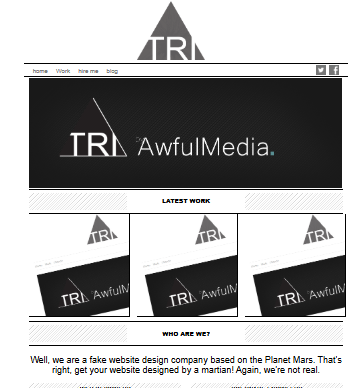 TRI
home Work hire me blog
TRI AwfulMedia.
LATEST WORK
TRI TRI TRI
TRI AwfulM TRI AwfulM TRI AwfulM
WHO ARE WE?
Well, we are a fake website design company based on the Planet Mars. That's
right, get your website designed by a martian! Again, we're not real.